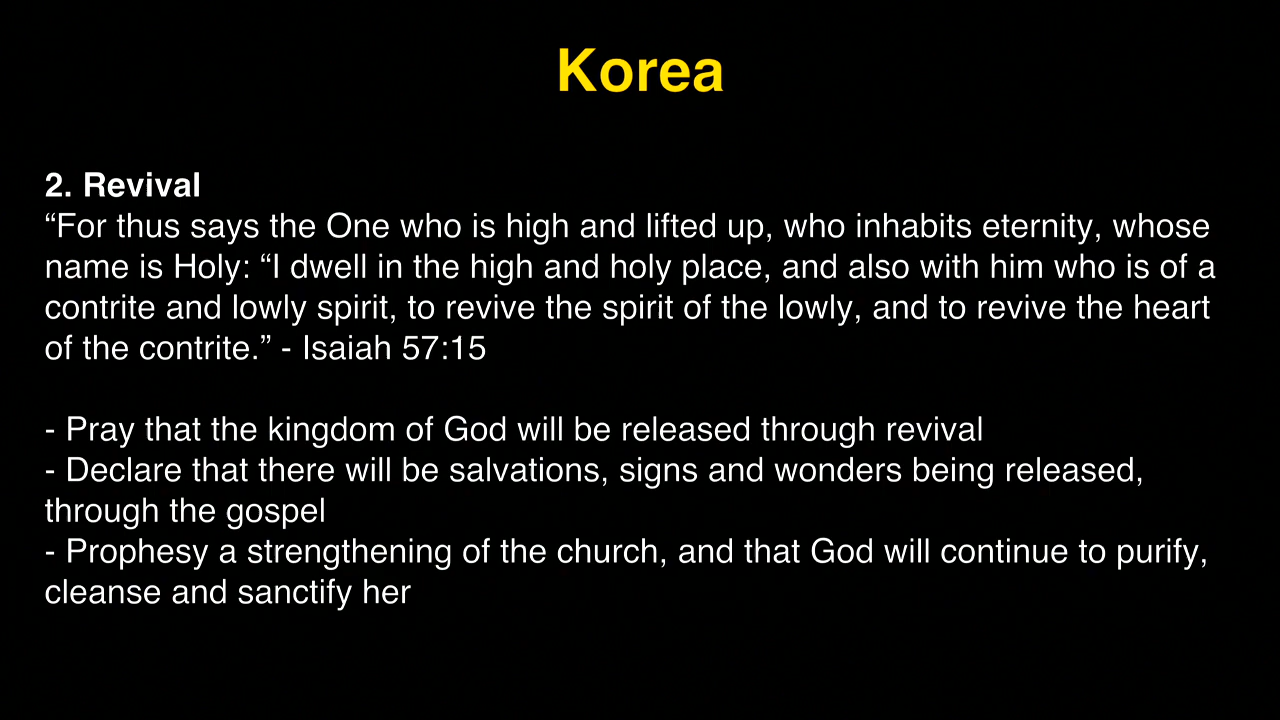 Korea
2. Revival
“For thus says the One who is high and lifted up, who inhabits eternity, whose
name is Holy: “I dwell in the high and holy place, and also with him who is of a
contrite and lowly spirit, to revive the spirit of the lowly, and to revive the heart
of the contrite.” - Isaiah 57:15
- Pray that the kingdom of God will be released through revival
- Declare that there will be salvations, signs and wonders being released,
through the gospel
- Prophesy a strengthening of the church, and that God will continue to purify,
cleanse and sanctify her